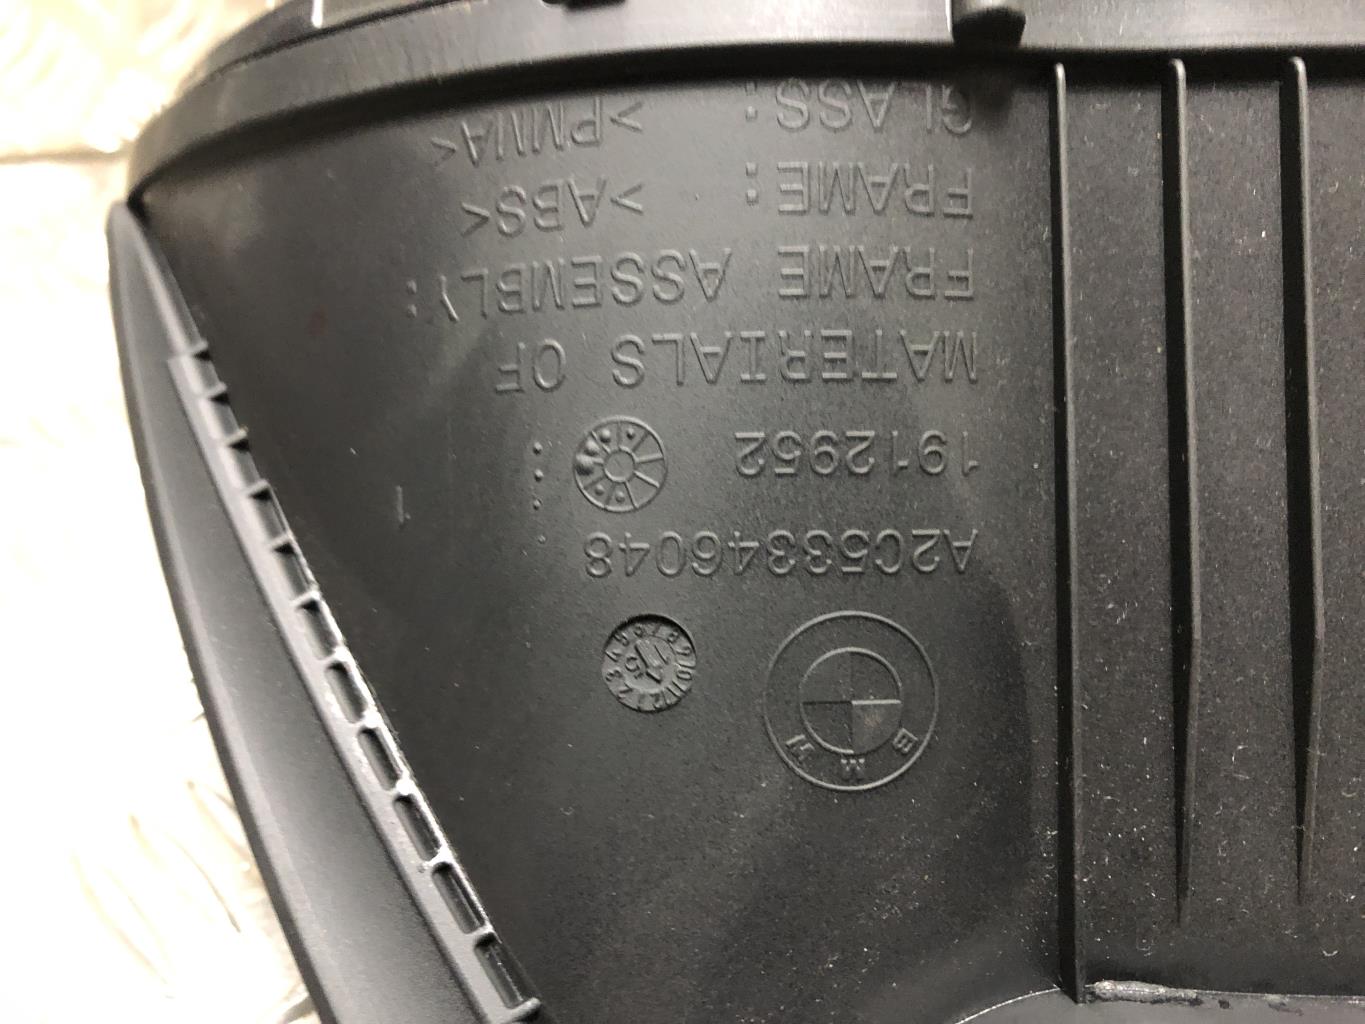 BMW
A2C53346048
1912952
MATERIALS OF
FRAME ASSEMBLY:
FRAME: >ABS<
GLASS: >PMMA<